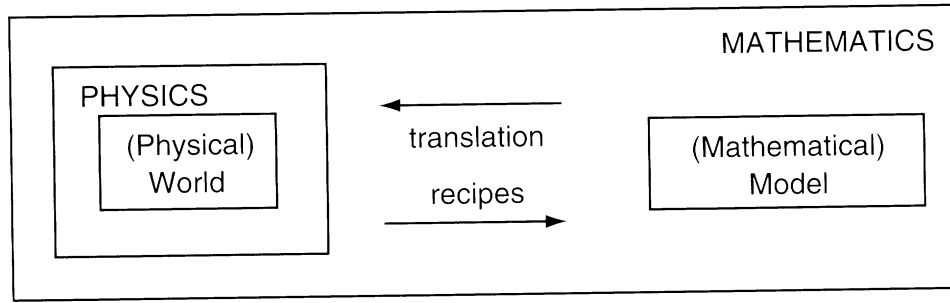 MATHEMATICS
PHYSICS
(Physical)
World
translation
recipes
(Mathematical)
Model